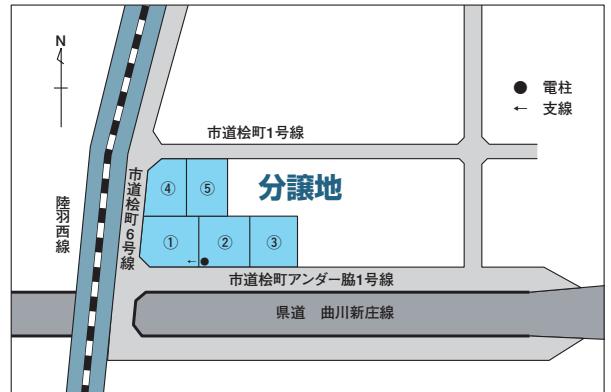 N
● 電柱
← 支線
市道桧町1号線
分譲地
④
⑤
市道桧町6号線
陸羽西線
①
②
③
市道桧町アンダー脇1号線
県道 曲川新庄線